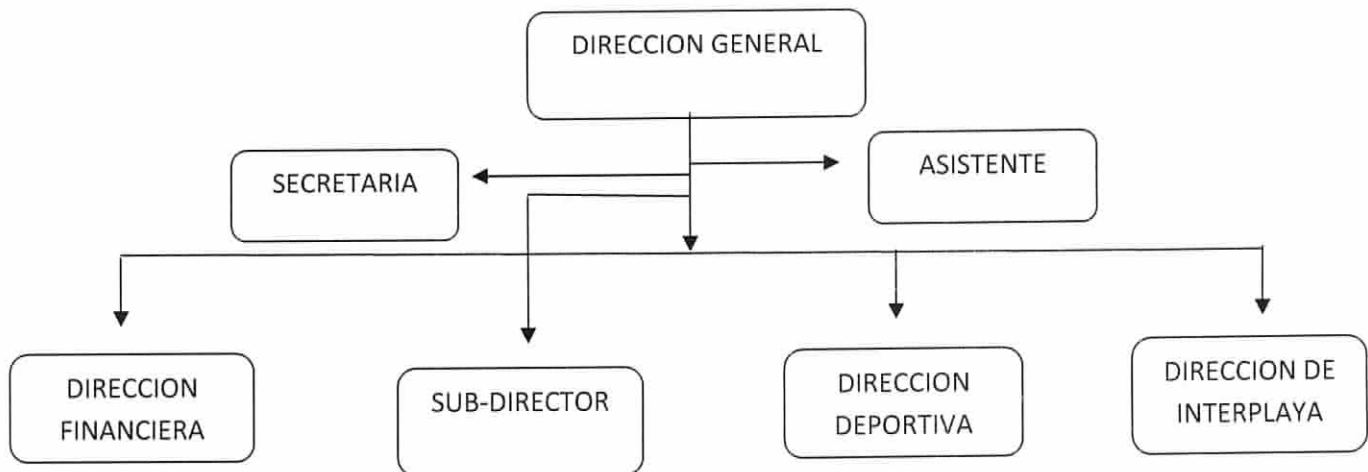 DIRECCION GENERAL
SECRETARIA
ASISTENTE
DIRECCION
FINANCIERA
SUB-DIRECTOR
DIRECCION
DEPORTIVA
DIRECCION DE
INTERPLAYA